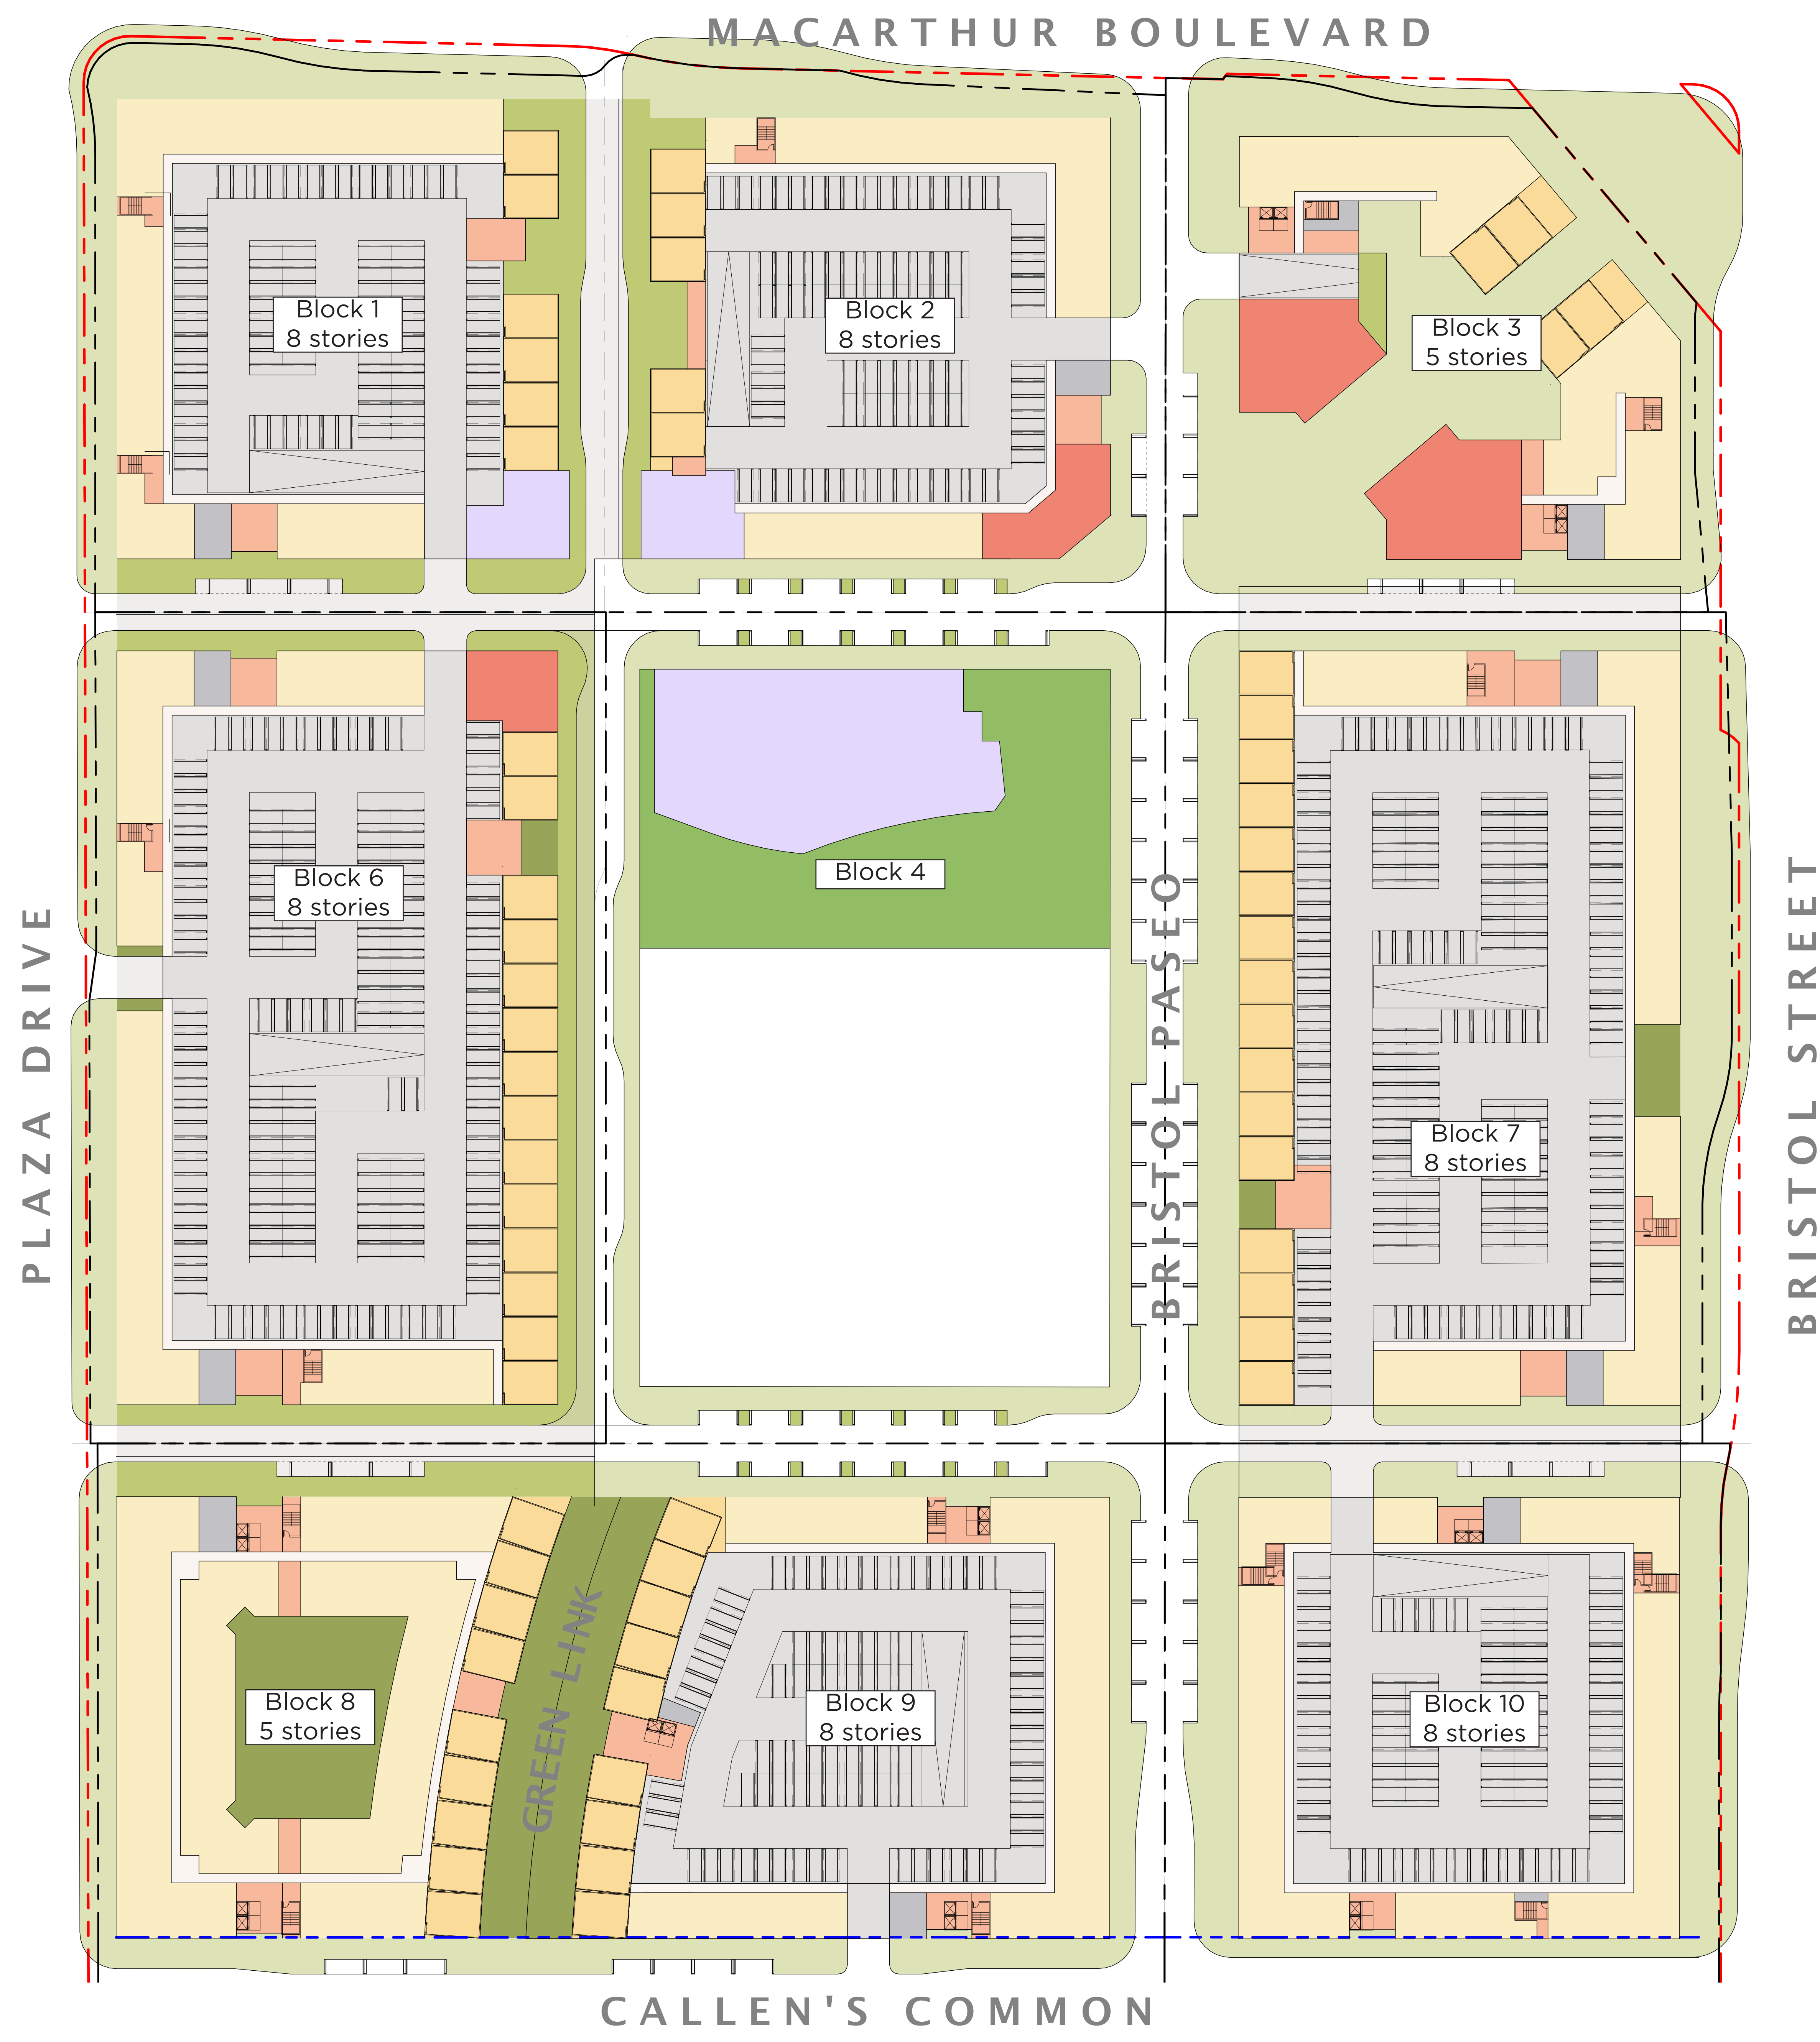 MACARTHUR BOULEVARD
Block 1
8 stories
Block 2
8 stories
Block 3
5 stories
Block 4
Block 6
8 stories
PLAZA DRIVE
BRISTOL PASEO
BRISTOL STREET
Block 7
8 stories
Block 8
5 stories
GREEN LINK
Block 9
8 stories
Block 10
8 stories
CALLEN'S COMMON